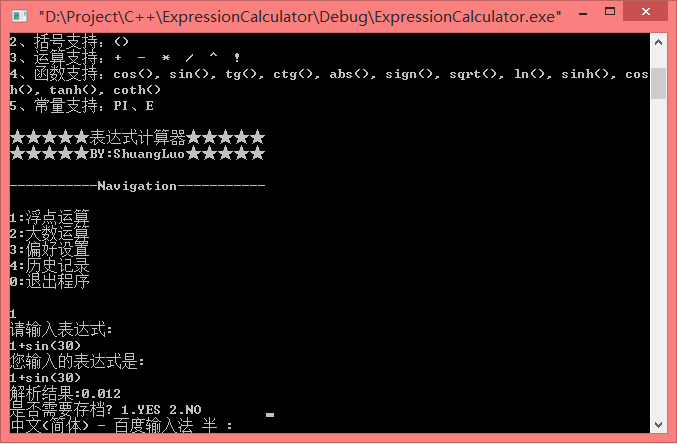 "D:\Project\C++\ExpressionCalculator\Debug\ExpressionCalculator.exe"
2、括号支持：()
3、运算支持：+ - * / ^ !
4、函数支持：cos(), sin(), tg(), ctg(), abs(), sign(), sqrt(), ln(), sinh(), cos
h(), tanh(), coth()
5、常量支持：PI、E
★★★★★表达式计算器★★★★★
★★★★★BY:ShuangLuo★★★★★
-----------Navigation-----------
1:浮点运算
2:大数运算
3:偏好设置
4:历史记录
0:退出程序
1
请输入表达式：
1+sin(30)
您输入的表达式是：
1+sin(30)
解析结果:0.012
是否需要存档? 1.YES 2.NO
中文(简体) - 百度输入法 半 :